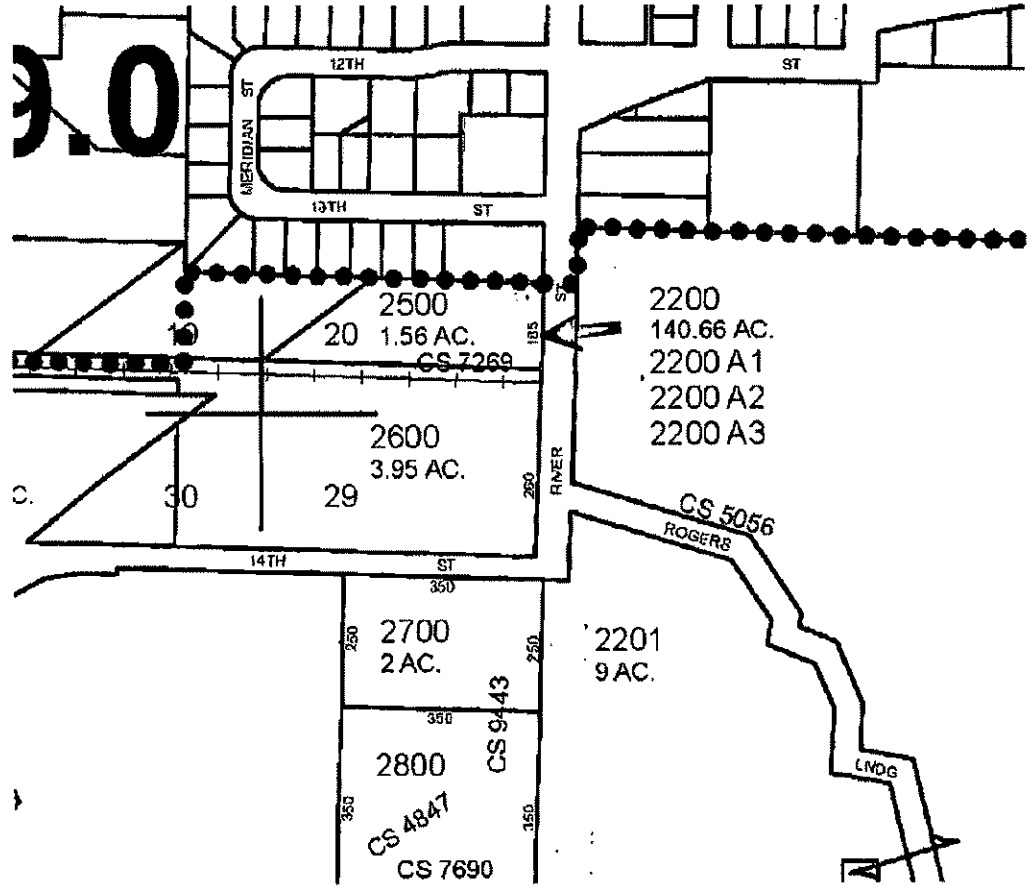 12TH
ST
9.0
MERIDIAN ST
13TH
ST
ST
2500
1.56 AC.
19
20
185
CS 7269
2200
140.66 AC.
2200 A1
2200 A2
2200 A3
2600
3.95 AC.
C.
30
29
260
RIVER
CS 5056
ROGERS
14TH
ST
350
2700
2 AC.
250
250
2201
9 AC.
350
CS 9443
2800
350
350
CS 4847
CS 7690
LNDG